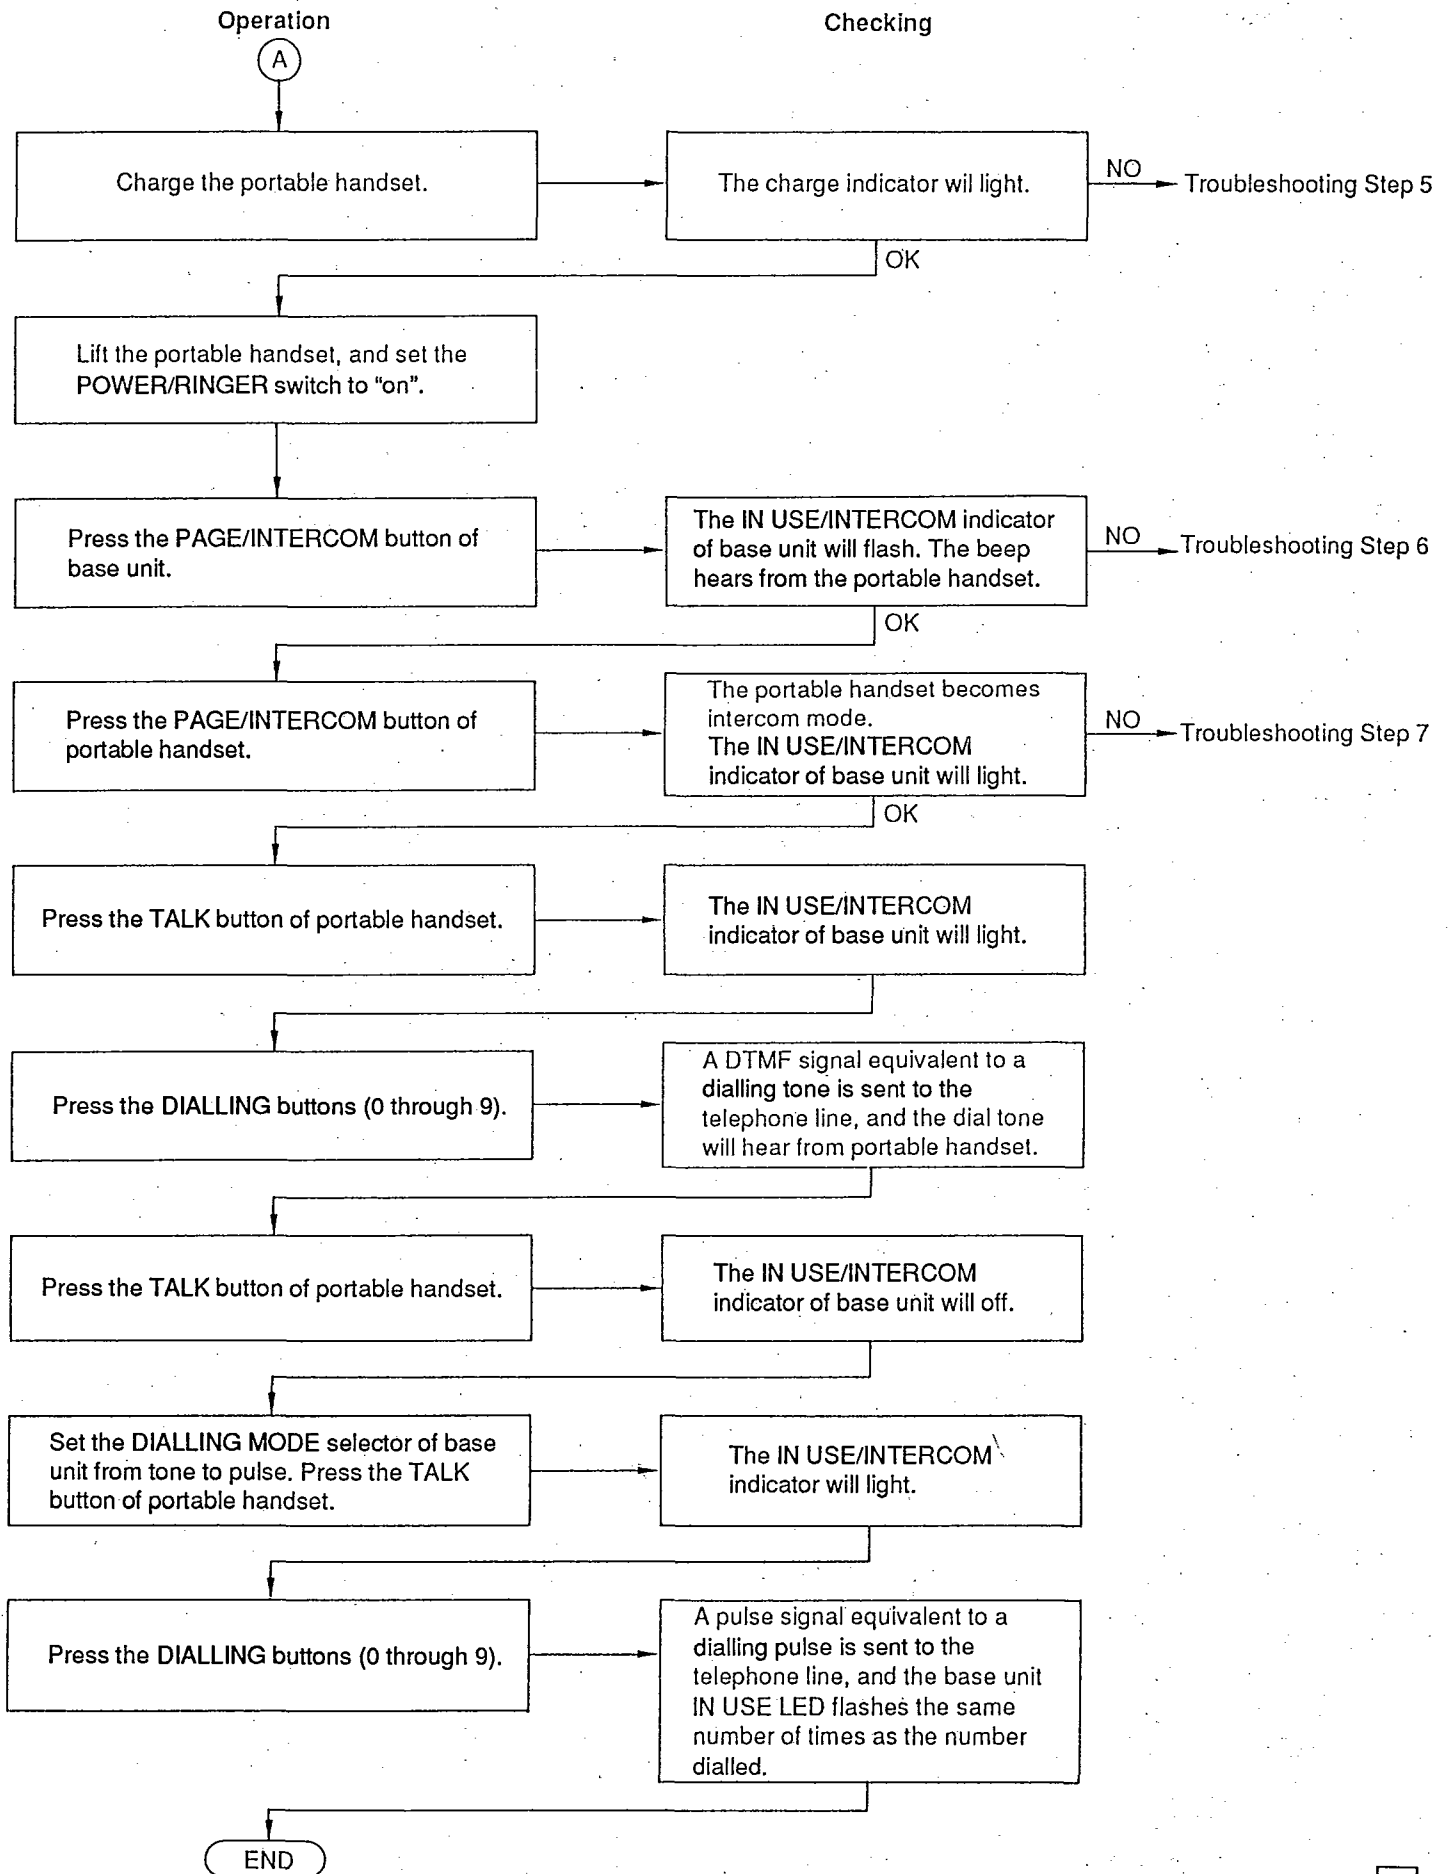 Operation
Checking
A
Charge the portable handset.
The charge indicator wil light.
NO
Troubleshooting Step 5
OK
Lift the portable handset, and set the
POWER/RINGER switch to "on".
Press the PAGE/INTERCOM button of
base unit.
The IN USE/INTERCOM indicator
of base unit will flash. The beep
hears from the portable handset.
NO
Troubleshooting Step 6
OK
Press the PAGE/INTERCOM button of
portable handset.
The portable handset becomes
intercom mode.
The IN USE/INTERCOM
indicator of base unit will light.
NO
Troubleshooting Step 7
OK
Press the TALK button of portable handset.
The IN USE/INTERCOM
indicator of base unit will light.
Press the DIALLING buttons (0 through 9).
A DTMF signal equivalent to a
dialling tone is sent to the
telephone line, and the dial tone
will hear from portable handset.
Press the TALK button of portable handset.
The IN USE/INTERCOM
indicator of base unit will off.
Set the DIALLING MODE selector of base
unit from tone to pulse. Press the TALK
button of portable handset.
The IN USE/INTERCOM
indicator will light.
Press the DIALLING buttons (0 through 9).
A pulse signal equivalent to a
dialling pulse is sent to the
telephone line, and the base unit
IN USE LED flashes the same
number of times as the number
dialled.
END